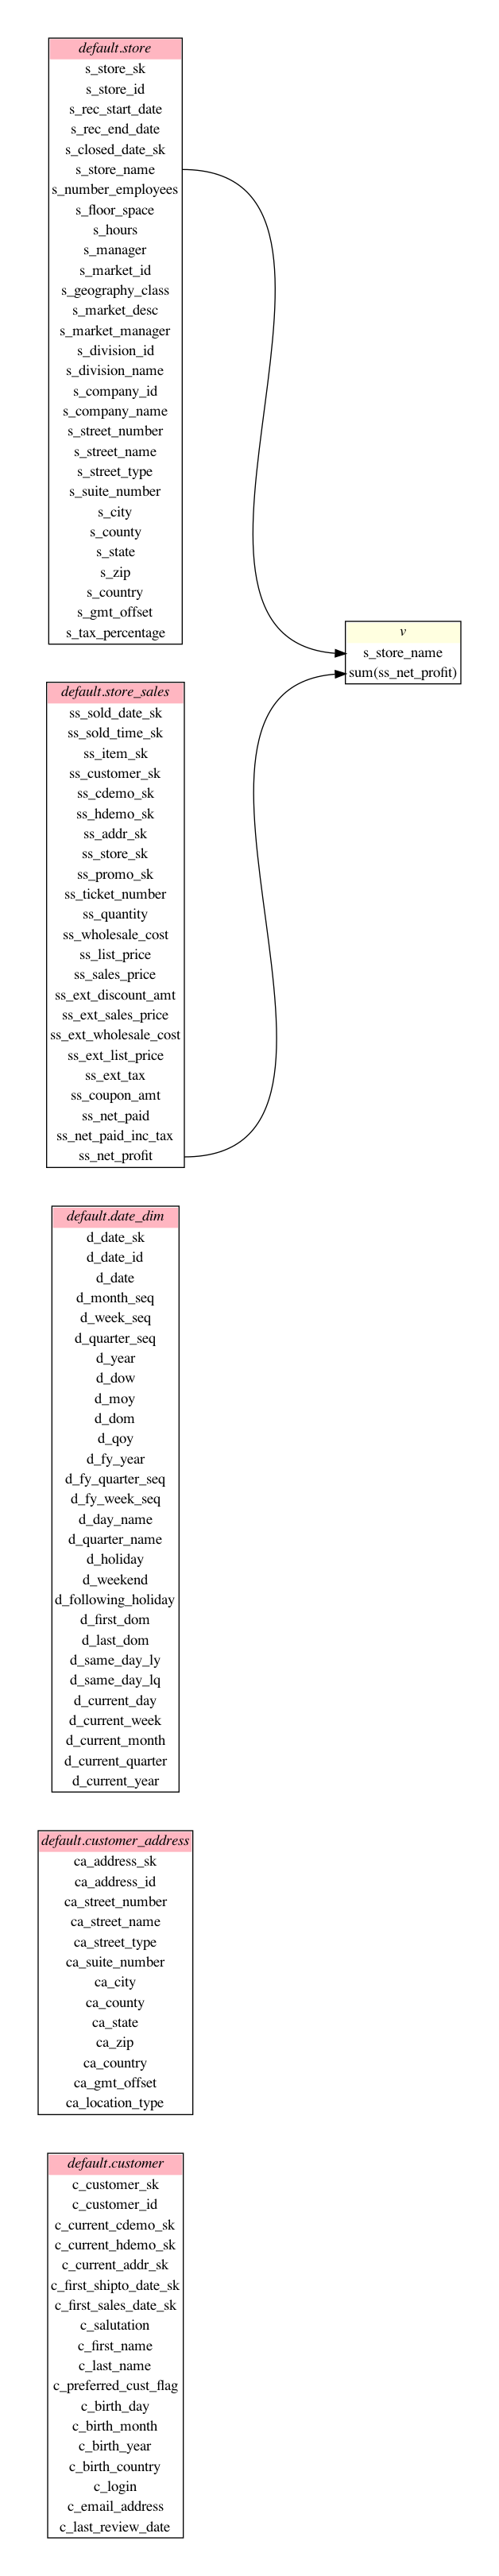 default.store
s_store_sk
s_store_id
s_rec_start_date
s_rec_end_date
s_closed_date_sk
s_store_name
s_number_employees
s_floor_space
s_hours
s_manager
s_market_id
s_geography_class
s_market_desc
s_market_manager
s_division_id
s_division_name
s_company_id
s_company_name
s_street_number
s_street_name
s_street_type
s_suite_number
s_city
s_county
s_state
s_zip
s_country
s_gmt_offset
s_tax_percentage
v
s_store_name
sum(ss_net_profit)
default.store_sales
ss_sold_date_sk
ss_sold_time_sk
ss_item_sk
ss_customer_sk
ss_cdemo_sk
ss_hdemo_sk
ss_addr_sk
ss_store_sk
ss_promo_sk
ss_ticket_number
ss_quantity
ss_wholesale_cost
ss_list_price
ss_sales_price
ss_ext_discount_amt
ss_ext_sales_price
ss_ext_wholesale_cost
ss_ext_list_price
ss_ext_tax
ss_coupon_amt
ss_net_paid
ss_net_paid_inc_tax
ss_net_profit
default.date_dim
d_date_sk
d_date_id
d_date
d_month_seq
d_week_seq
d_quarter_seq
d_year
d_dow
d_moy
d_dom
d_qoy
d_fy_year
d_fy_quarter_seq
d_fy_week_seq
d_day_name
d_quarter_name
d_holiday
d_weekend
d_following_holiday
d_first_dom
d_last_dom
d_same_day_ly
d_same_day_lq
d_current_day
d_current_week
d_current_month
d_current_quarter
d_current_year
default.customer_address
ca_address_sk
ca_address_id
ca_street_number
ca_street_name
ca_street_type
ca_suite_number
ca_city
ca_county
ca_state
ca_zip
ca_country
ca_gmt_offset
ca_location_type
default.customer
c_customer_sk
c_customer_id
c_current_cdemo_sk
c_current_hdemo_sk
c_current_addr_sk
c_first_shipto_date_sk
c_first_sales_date_sk
c_salutation
c_first_name
c_last_name
c_preferred_cust_flag
c_birth_day
c_birth_month
c_birth_year
c_birth_country
c_login
c_email_address
c_last_review_date